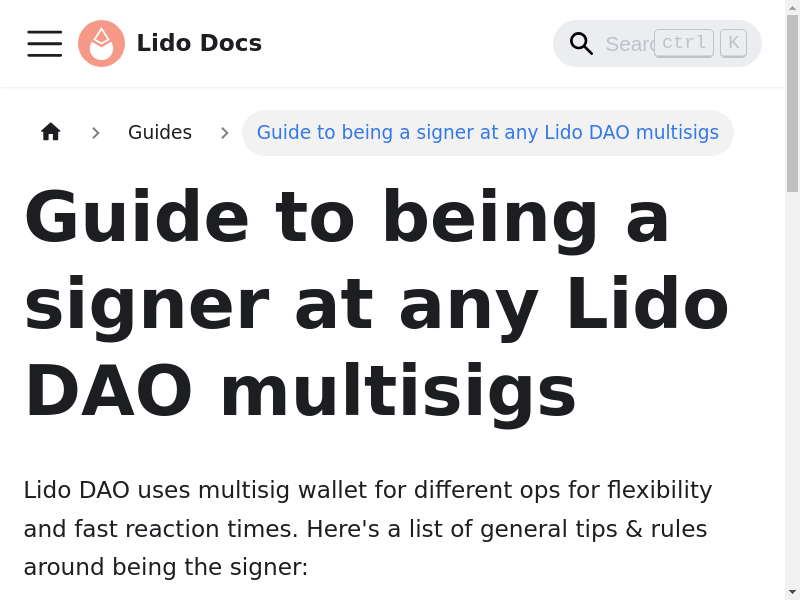 Lido Docs
ctrl K
Guides
Guide to being a signer at any Lido DAO multisigs
Guide to being a
signer at any Lido
DAO multisigs
Lido DAO uses multisig wallet for different ops for flexibility
and fast reaction times. Here's a list of general tips & rules
around being the signer: